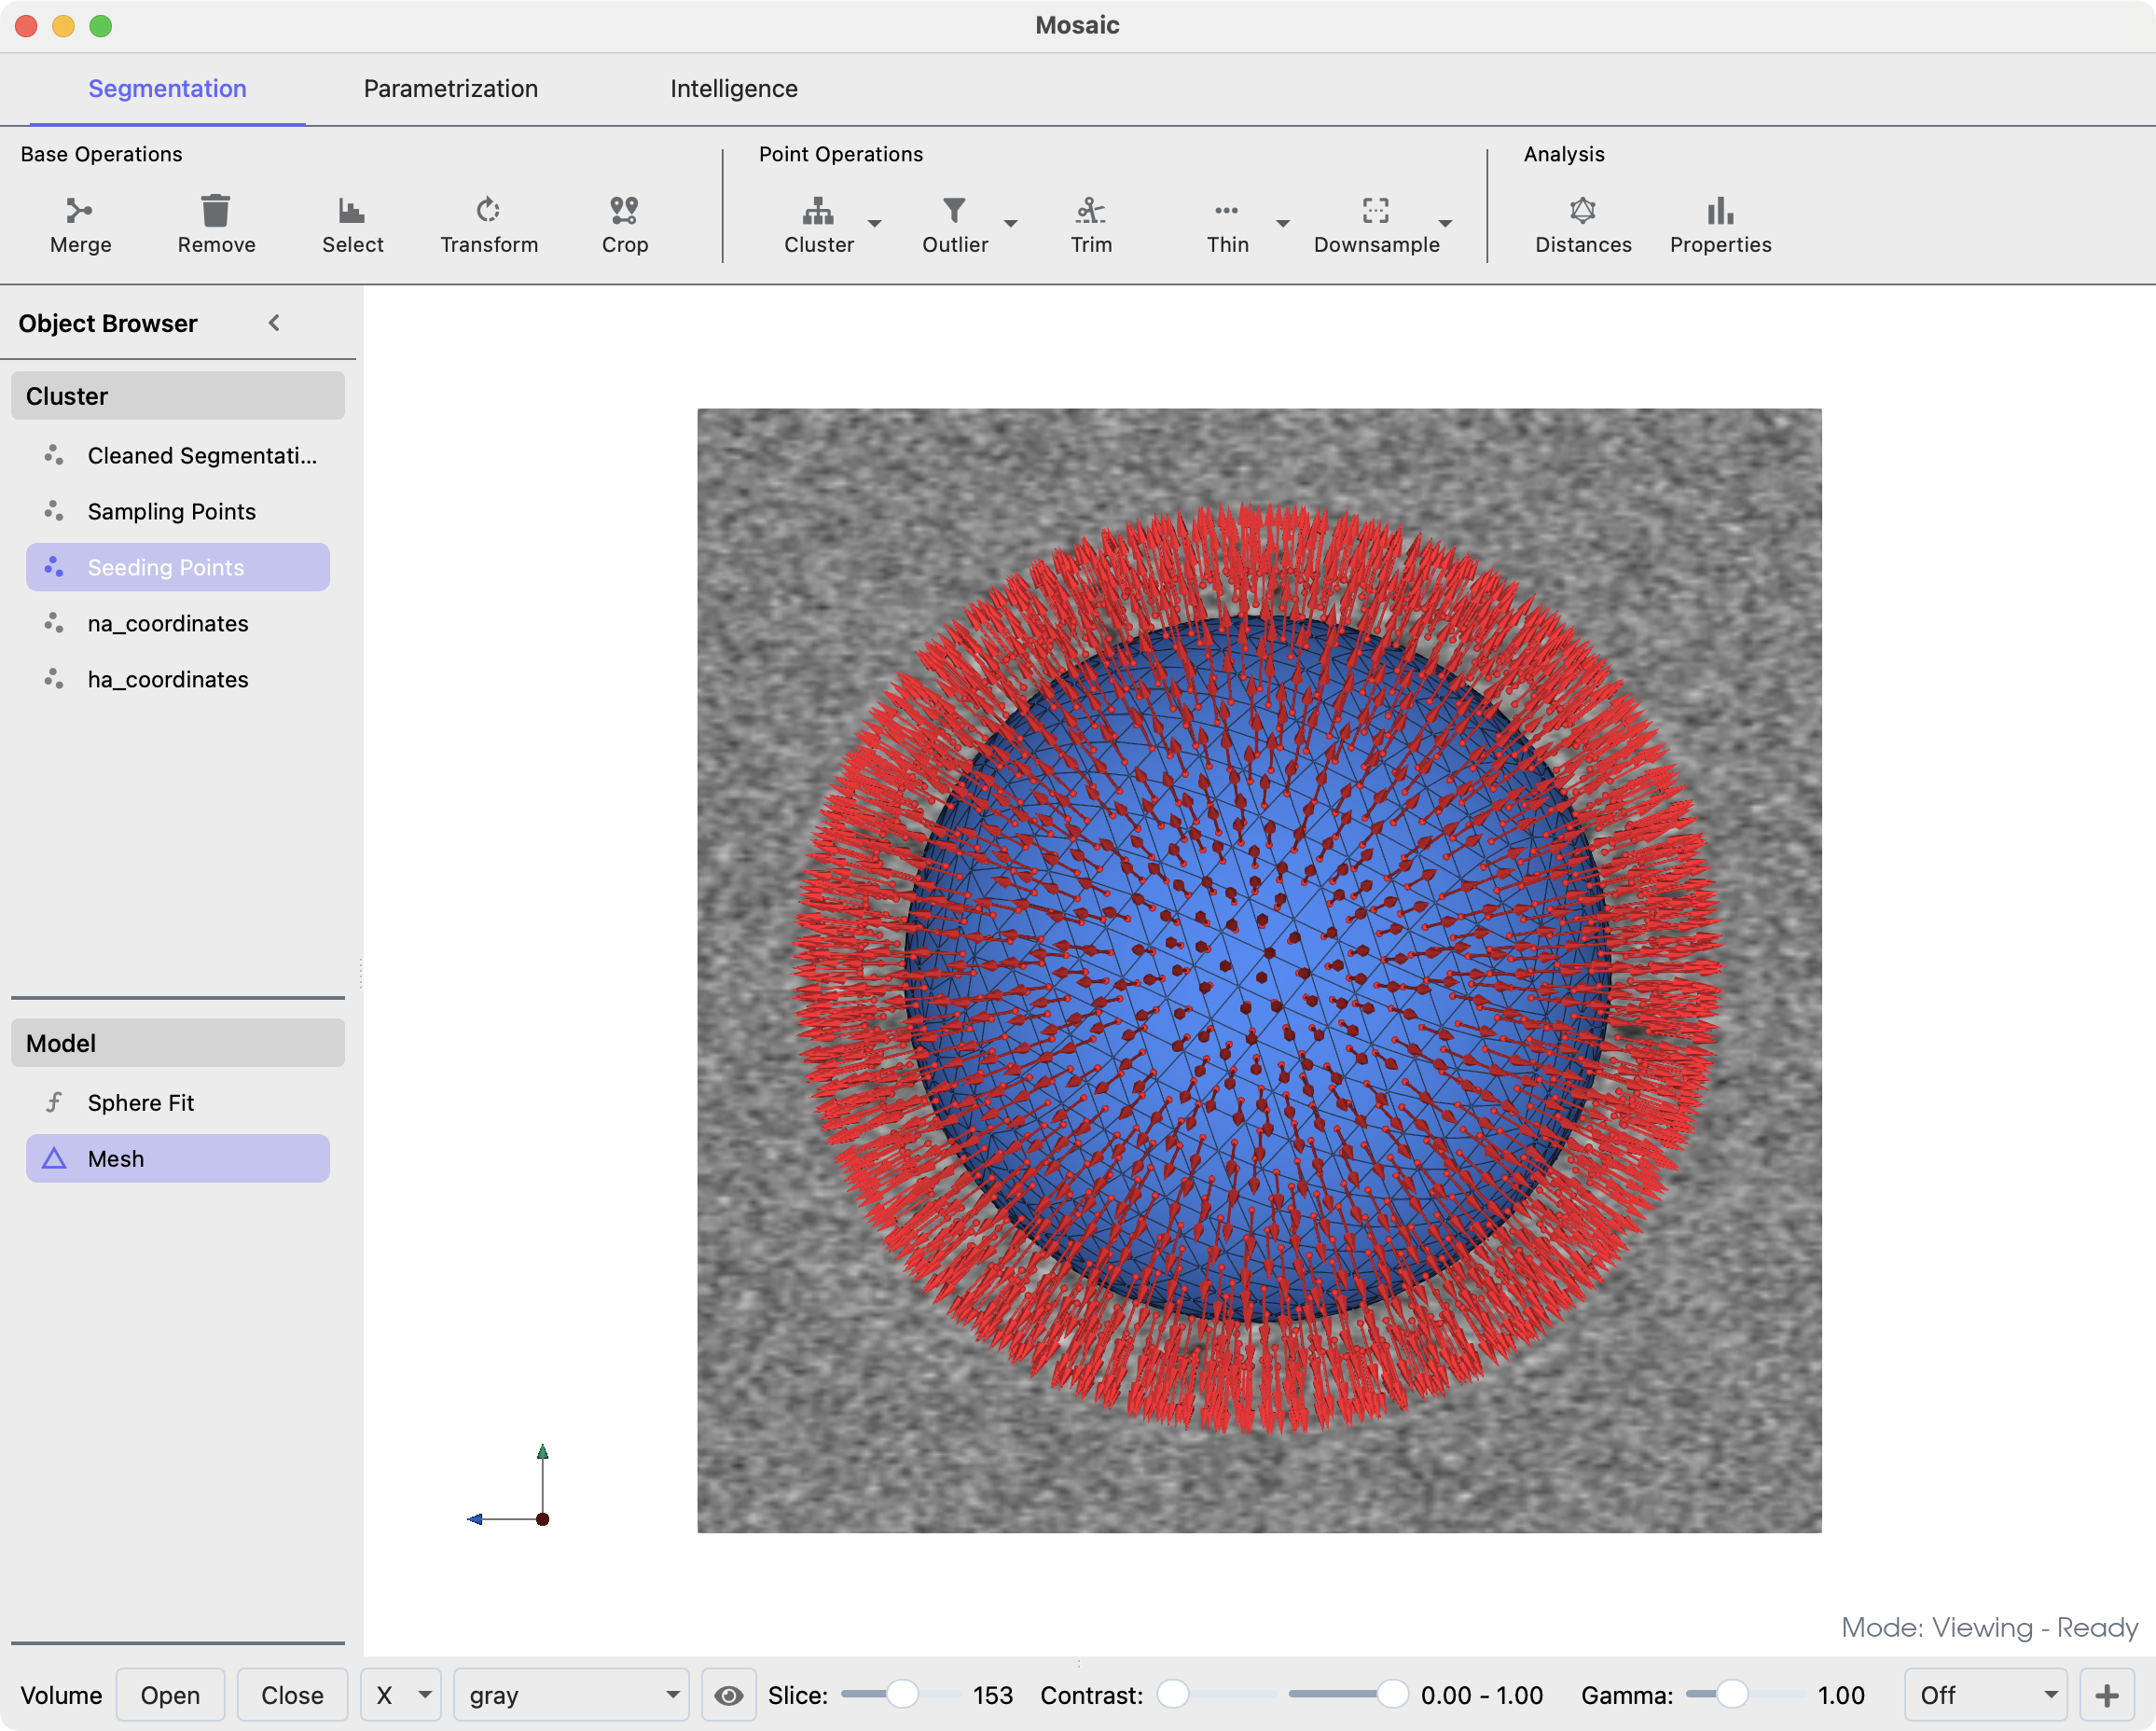 Mosaic
Segmentation Parametrization Intelligence
Base Operations
Merge Remove Select Transform Crop
Point Operations
Cluster Outlier Trim Thin Downsample
Analysis
Distances Properties
Object Browser
Cluster
Cleaned Segmentati...
Sampling Points
Seeding Points
na_coordinates
ha_coordinates
Model
Sphere Fit
Mesh
Mode: Viewing - Ready
Volume Open Close X gray Slice: 153 Contrast: 0.00 - 1.00 Gamma: 1.00 Off